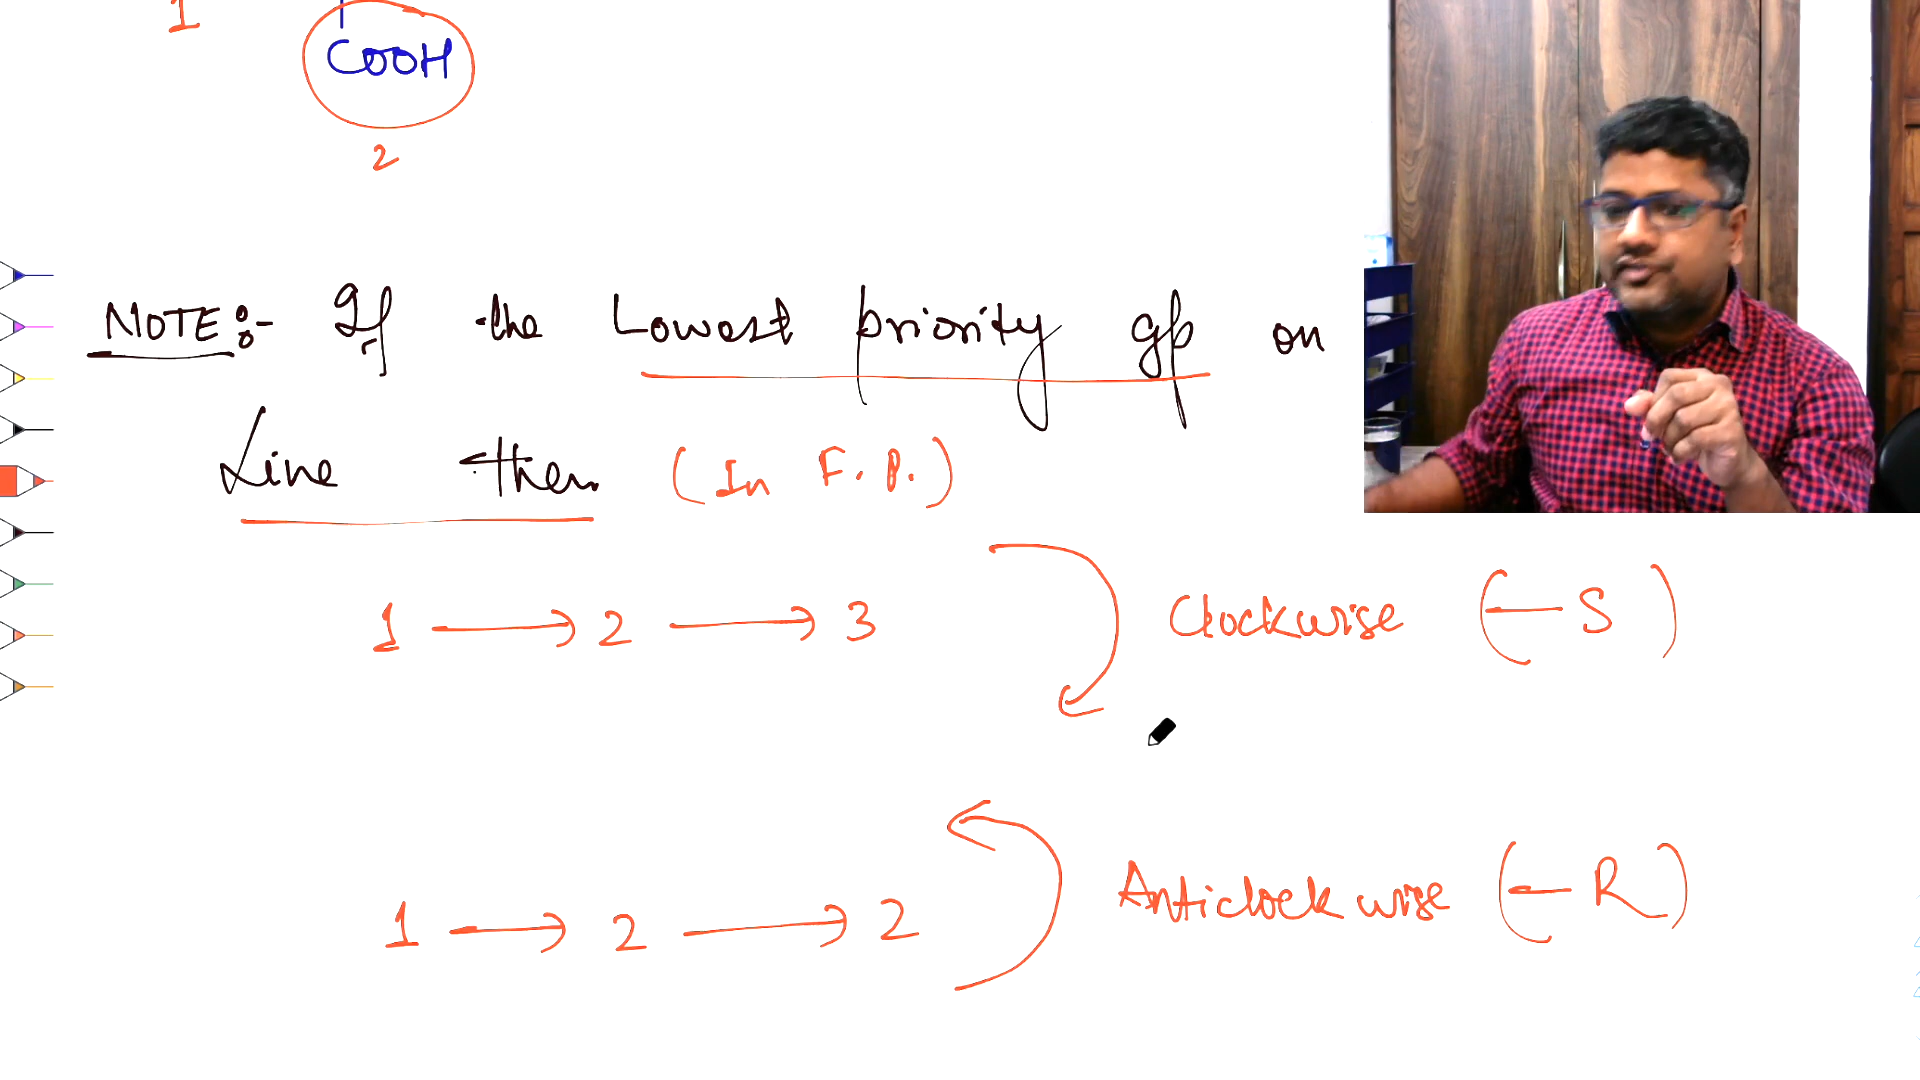 1
COOH
2
NOTE:- If the Lowest priority gp on
Line then (In F.P.)
1 → 2 → 3 Clockwise (— S)
1 → 2 → 2 Anticlockwise (— R)